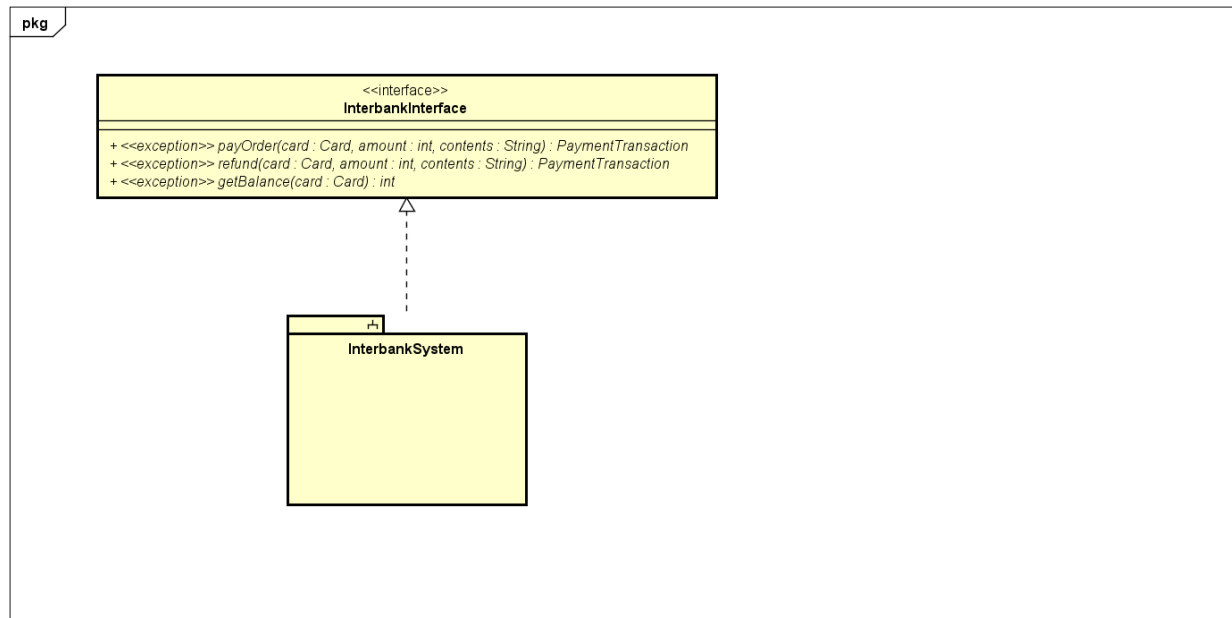 pkg
<<interface>>
InterbankInterface
+ <<exception>> payOrder(card : Card, amount : int, contents : String) : PaymentTransaction
+ <<exception>> refund(card : Card, amount : int, contents : String) : PaymentTransaction
+ <<exception>> getBalance(card : Card) : int
InterbankSystem